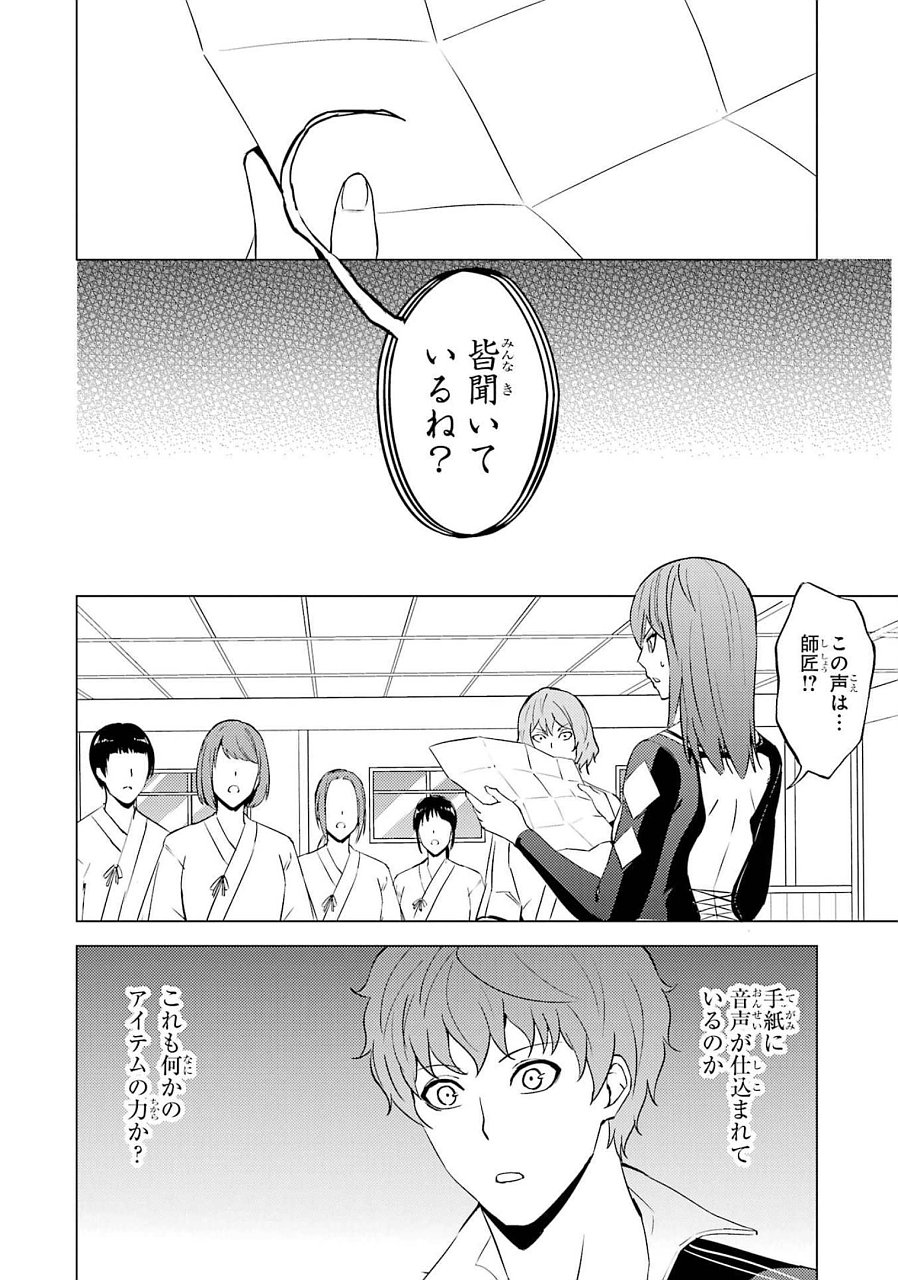 皆聞いて
いるね?
この声は…
師匠!?
手紙に
音声が仕込まれて
いるのか
これも何かの
アイテムの力か?